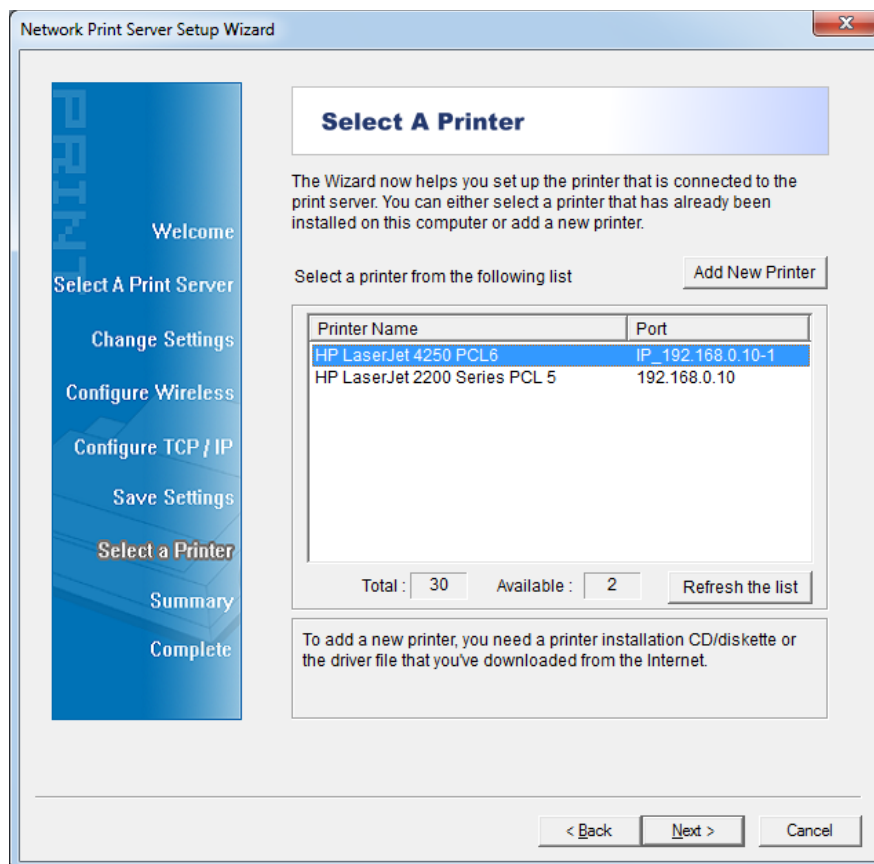 Network Print Server Setup Wizard
PRINT
Welcome
Select A Print Server
Change Settings
Configure Wireless
Configure TCP / IP
Save Settings
Select a Printer
Summary
Complete
Select A Printer
The Wizard now helps you set up the printer that is connected to the
print server. You can either select a printer that has already been
installed on this computer or add a new printer.
Select a printer from the following list
Add New Printer
Printer Name Port
HP LaserJet 4250 PCL6 IP_192.168.0.10-1
HP LaserJet 2200 Series PCL 5 192.168.0.10
Total : 30 Available : 2 Refresh the list
To add a new printer, you need a printer installation CD/diskette or
the driver file that you've downloaded from the Internet.
< Back Next > Cancel